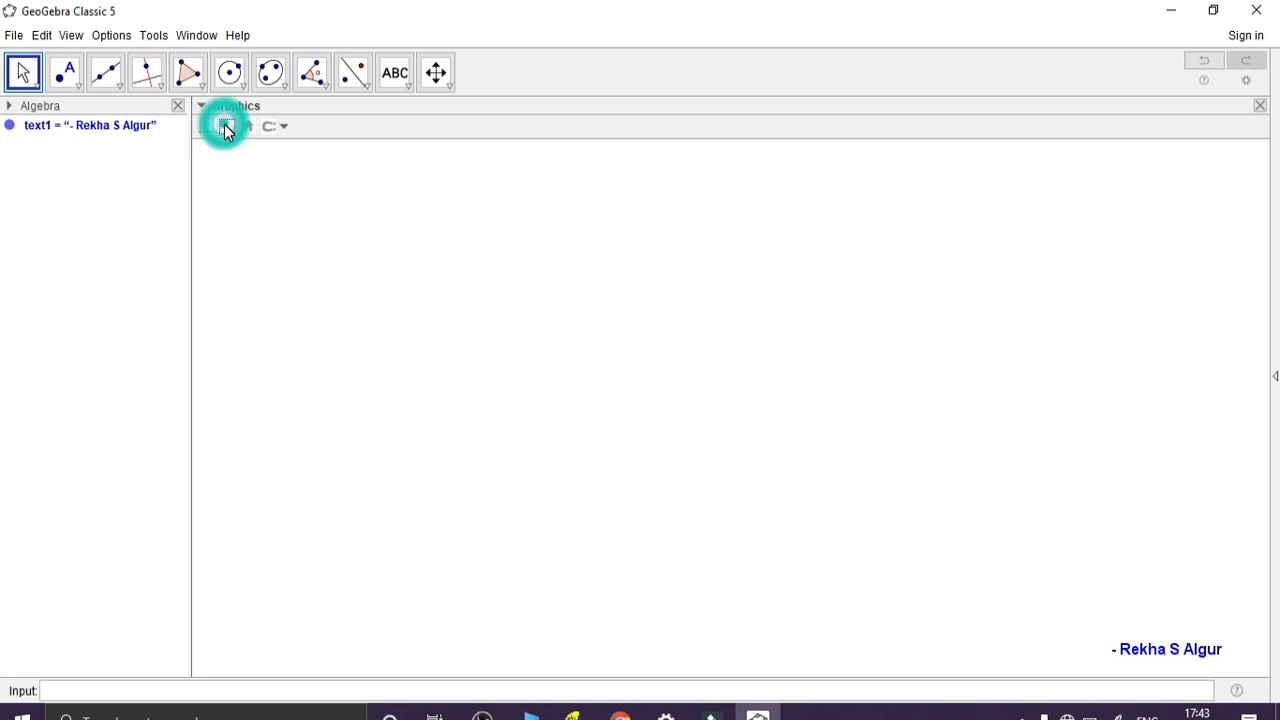 GeoGebra Classic 5
File Edit View Options Tools Window Help
Sign in
A
α
ABC
Algebra
text1 = “- Rekha S Algur”
- Rekha S Algur
Input:
17:43